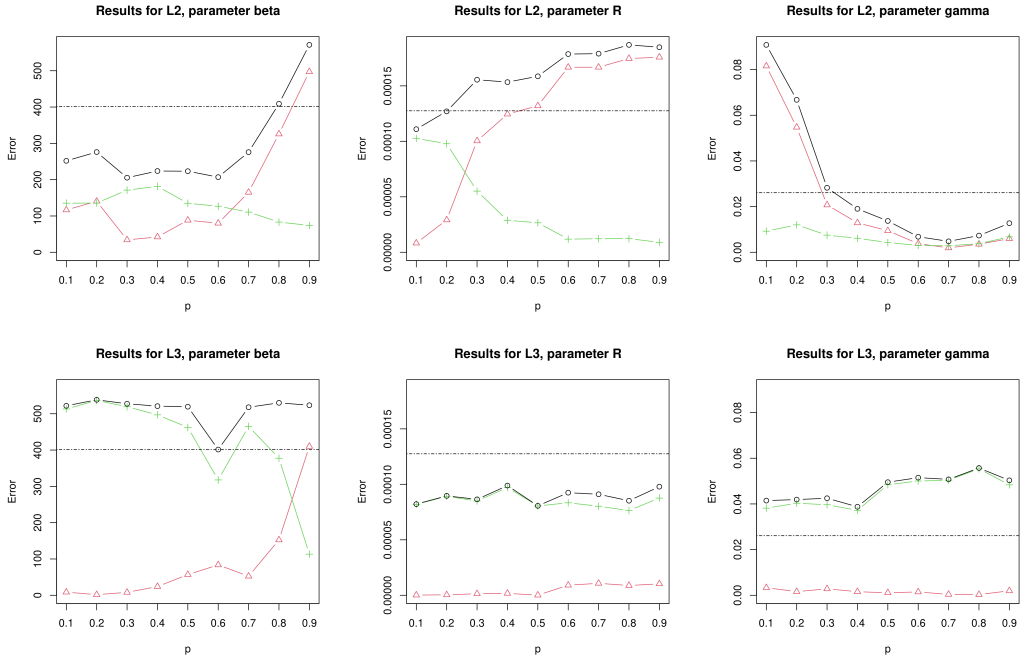 Results for L2, parameter beta
Results for L2, parameter R
Results for L2, parameter gamma
Error
0
100
200
300
400
500
0.1 0.2 0.3 0.4 0.5 0.6 0.7 0.8 0.9
p
Error
0.00000
0.00005
0.00010
0.00015
0.1 0.2 0.3 0.4 0.5 0.6 0.7 0.8 0.9
p
Error
0.00
0.02
0.04
0.06
0.08
0.1 0.2 0.3 0.4 0.5 0.6 0.7 0.8 0.9
p
Results for L3, parameter beta
Results for L3, parameter R
Results for L3, parameter gamma
Error
0
100
200
300
400
500
0.1 0.2 0.3 0.4 0.5 0.6 0.7 0.8 0.9
p
Error
0.00000
0.00005
0.00010
0.00015
0.1 0.2 0.3 0.4 0.5 0.6 0.7 0.8 0.9
p
Error
0.00
0.02
0.04
0.06
0.08
0.1 0.2 0.3 0.4 0.5 0.6 0.7 0.8 0.9
p